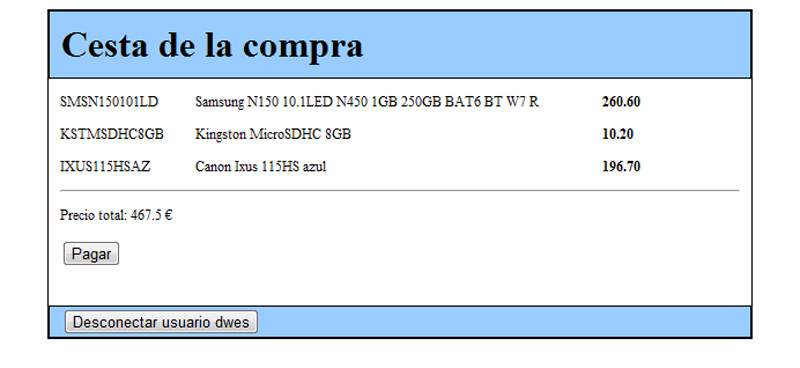 Cesta de la compra
SMSN150101LD Samsung N150 10.1LED N450 1GB 250GB BAT6 BT W7 R 260.60
KSTMSDHC8GB Kingston MicroSDHC 8GB 10.20
IXUS115HSAZ Canon Ixus 115HS azul 196.70
Precio total: 467.5 €
Pagar
Desconectar usuario dwes